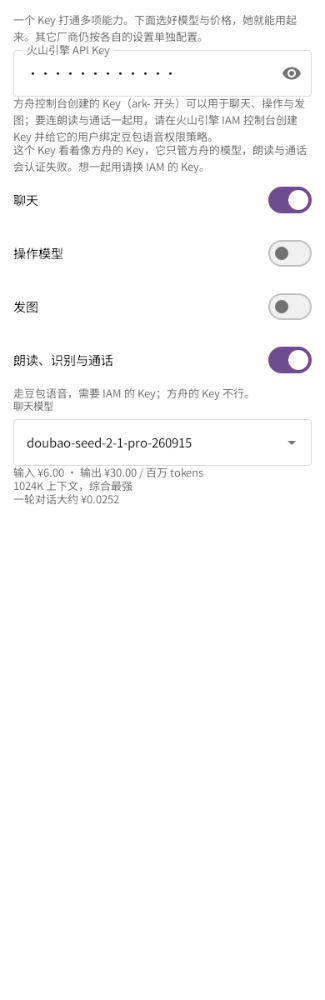 一个 Key 打通多项能力。下面选好模型与价格，她就能用起
来。其它厂商仍按各自的设置单独配置。
火山引擎 API Key
••••••••••••
方舟控制台创建的 Key（ark- 开头）可以用于聊天、操作与发
图；要连朗读与通话一起用，请在火山引擎 IAM 控制台创建
Key 并给它的用户绑定豆包语音权限策略。
这个 Key 看着像方舟的 Key，它只管方舟的模型，朗读与通话
会认证失败。想一起用请换 IAM 的 Key。
聊天
操作模型
发图
朗读、识别与通话
走豆包语音，需要 IAM 的 Key；方舟的 Key 不行。
聊天模型
doubao-seed-2-1-pro-260915
输入 ¥6.00 · 输出 ¥30.00 / 百万 tokens
1024K 上下文，综合最强
一轮对话大约 ¥0.0252